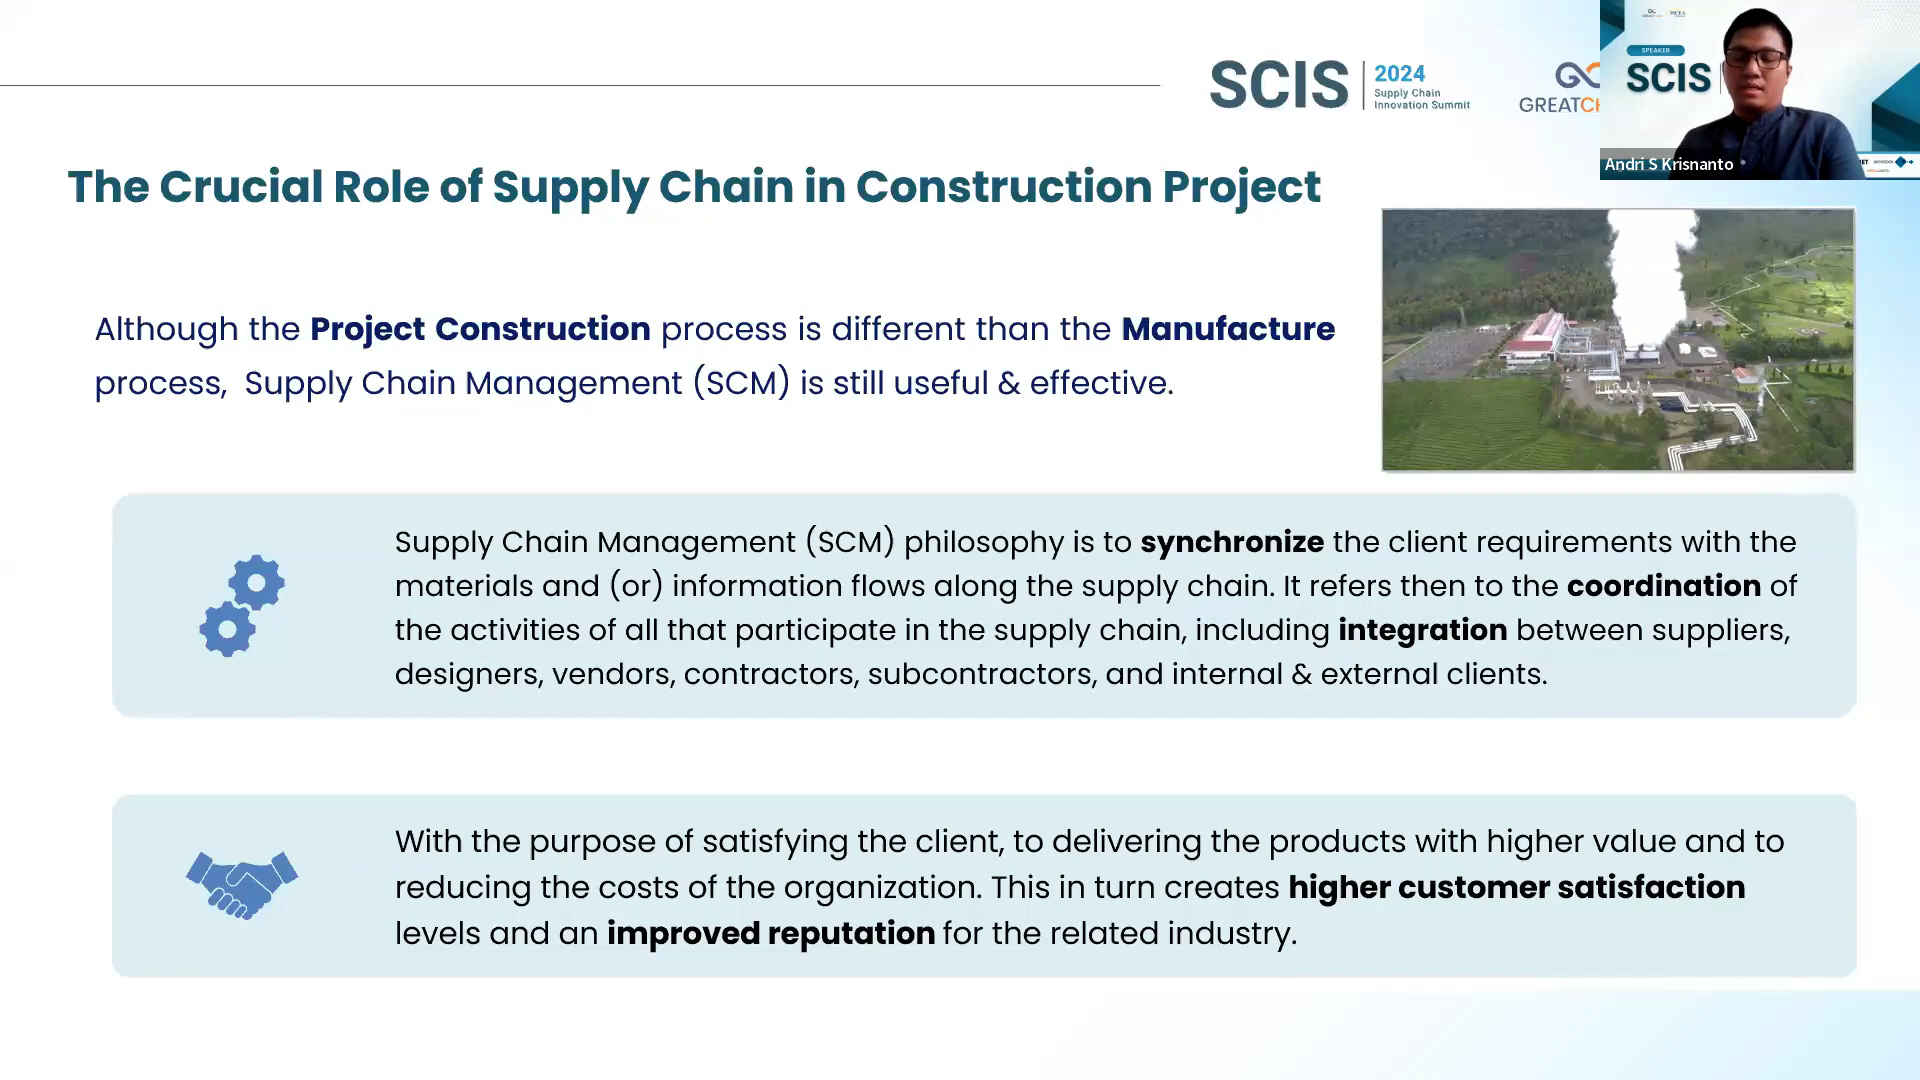 SCIS
2024
Supply Chain
Innovation Summit
GREATC
SPEAKER
SCIS
Andri S Krisnanto
The Crucial Role of Supply Chain in Construction Project
Although the Project Construction process is different than the Manufacture
process,  Supply Chain Management (SCM) is still useful & effective.
Supply Chain Management (SCM) philosophy is to synchronize the client requirements with the
materials and (or) information flows along the supply chain. It refers then to the coordination of
the activities of all that participate in the supply chain, including integration between suppliers,
designers, vendors, contractors, subcontractors, and internal & external clients.
With the purpose of satisfying the client, to delivering the products with higher value and to
reducing the costs of the organization. This in turn creates higher customer satisfaction
levels and an improved reputation for the related industry.